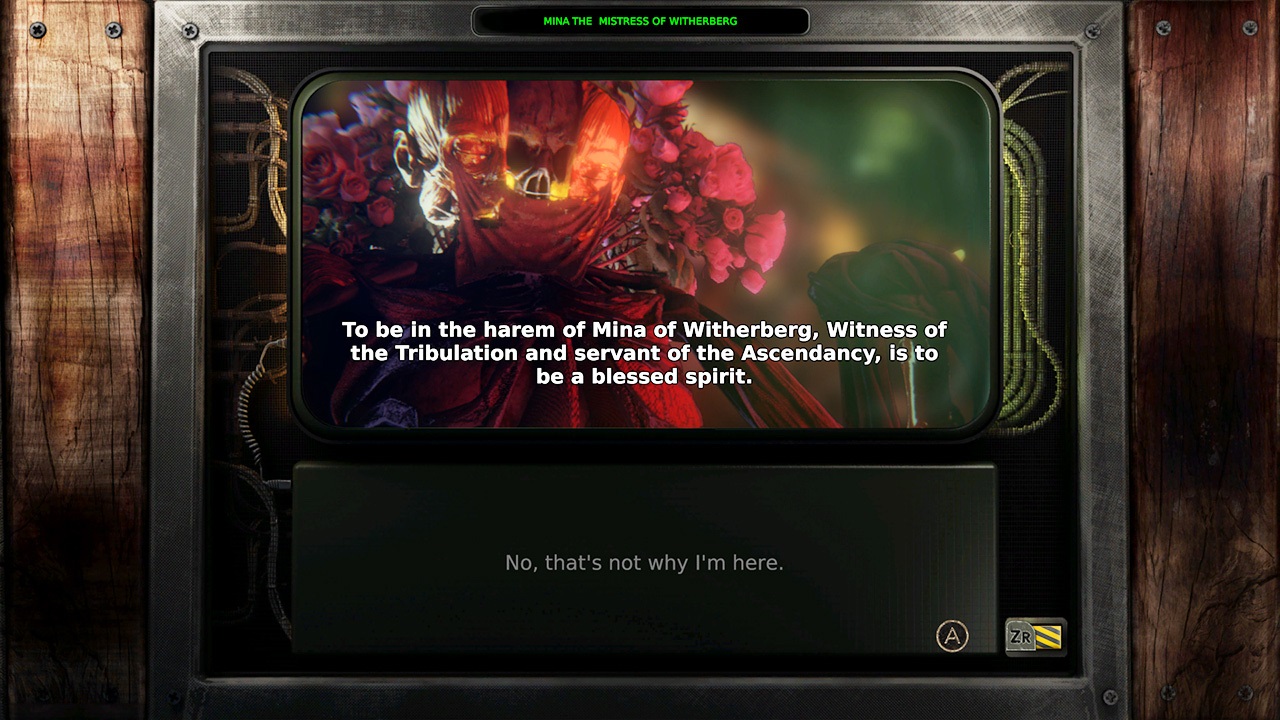 MINA THE  MISTRESS OF WITHERBERG
To be in the harem of Mina of Witherberg, Witness of
the Tribulation and servant of the Ascendancy, is to
be a blessed spirit.
No, that's not why I'm here.
A
ZR